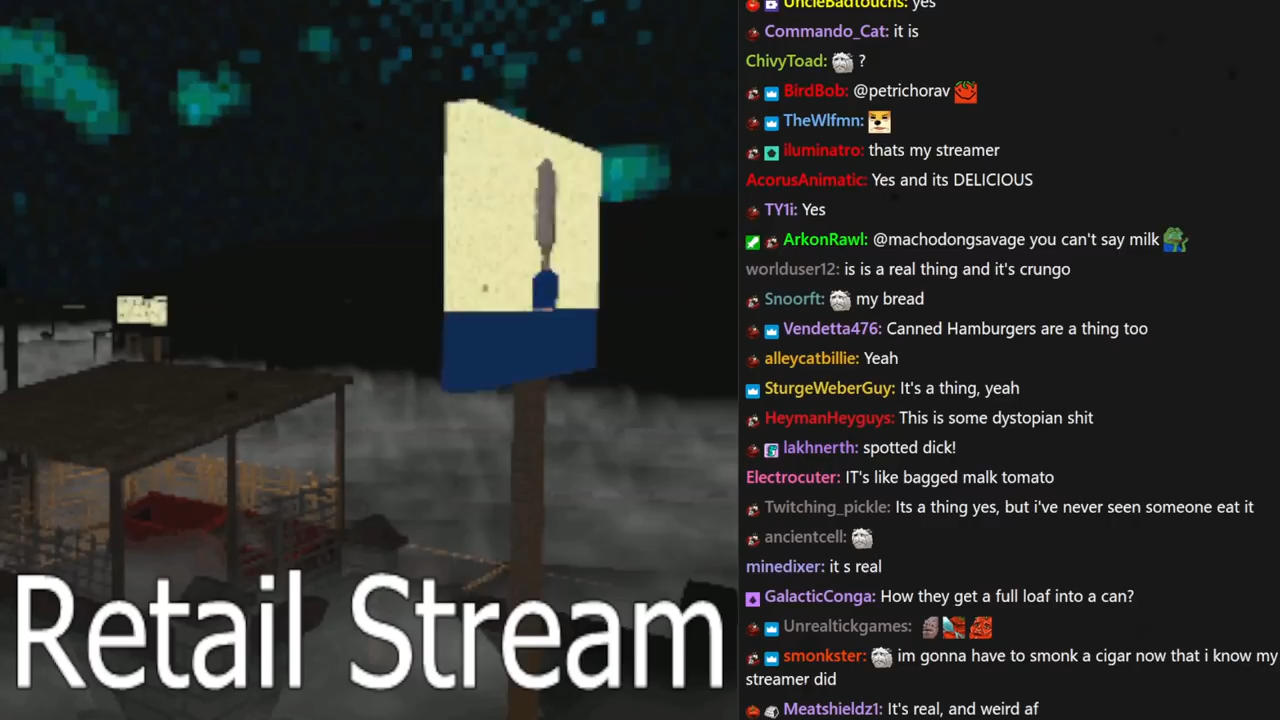 UncleBadtouchs: yes
Commando_Cat: it is
ChivyToad: ?
BirdBob: @petrichorav
TheWlfmn:
iluminatro: thats my streamer
AcorusAnimatic: Yes and its DELICIOUS
TY1i: Yes
ArkonRawl: @machodongsavage you can't say milk
worlduser12: is is a real thing and it's crungo
Snoorft: my bread
Vendetta476: Canned Hamburgers are a thing too
alleycatbillie: Yeah
SturgeWeberGuy: It's a thing, yeah
HeymanHeyguys: This is some dystopian shit
lakhnerth: spotted dick!
Electrocuter: IT's like bagged malk tomato
Twitching_pickle: Its a thing yes, but i've never seen someone eat it
ancientcell:
minedixer: it s real
GalacticConga: How they get a full loaf into a can?
Unrealtickgames:
smonkster: im gonna have to smonk a cigar now that i know my
streamer did
Meatshieldz1: It's real, and weird af
Retail Stream